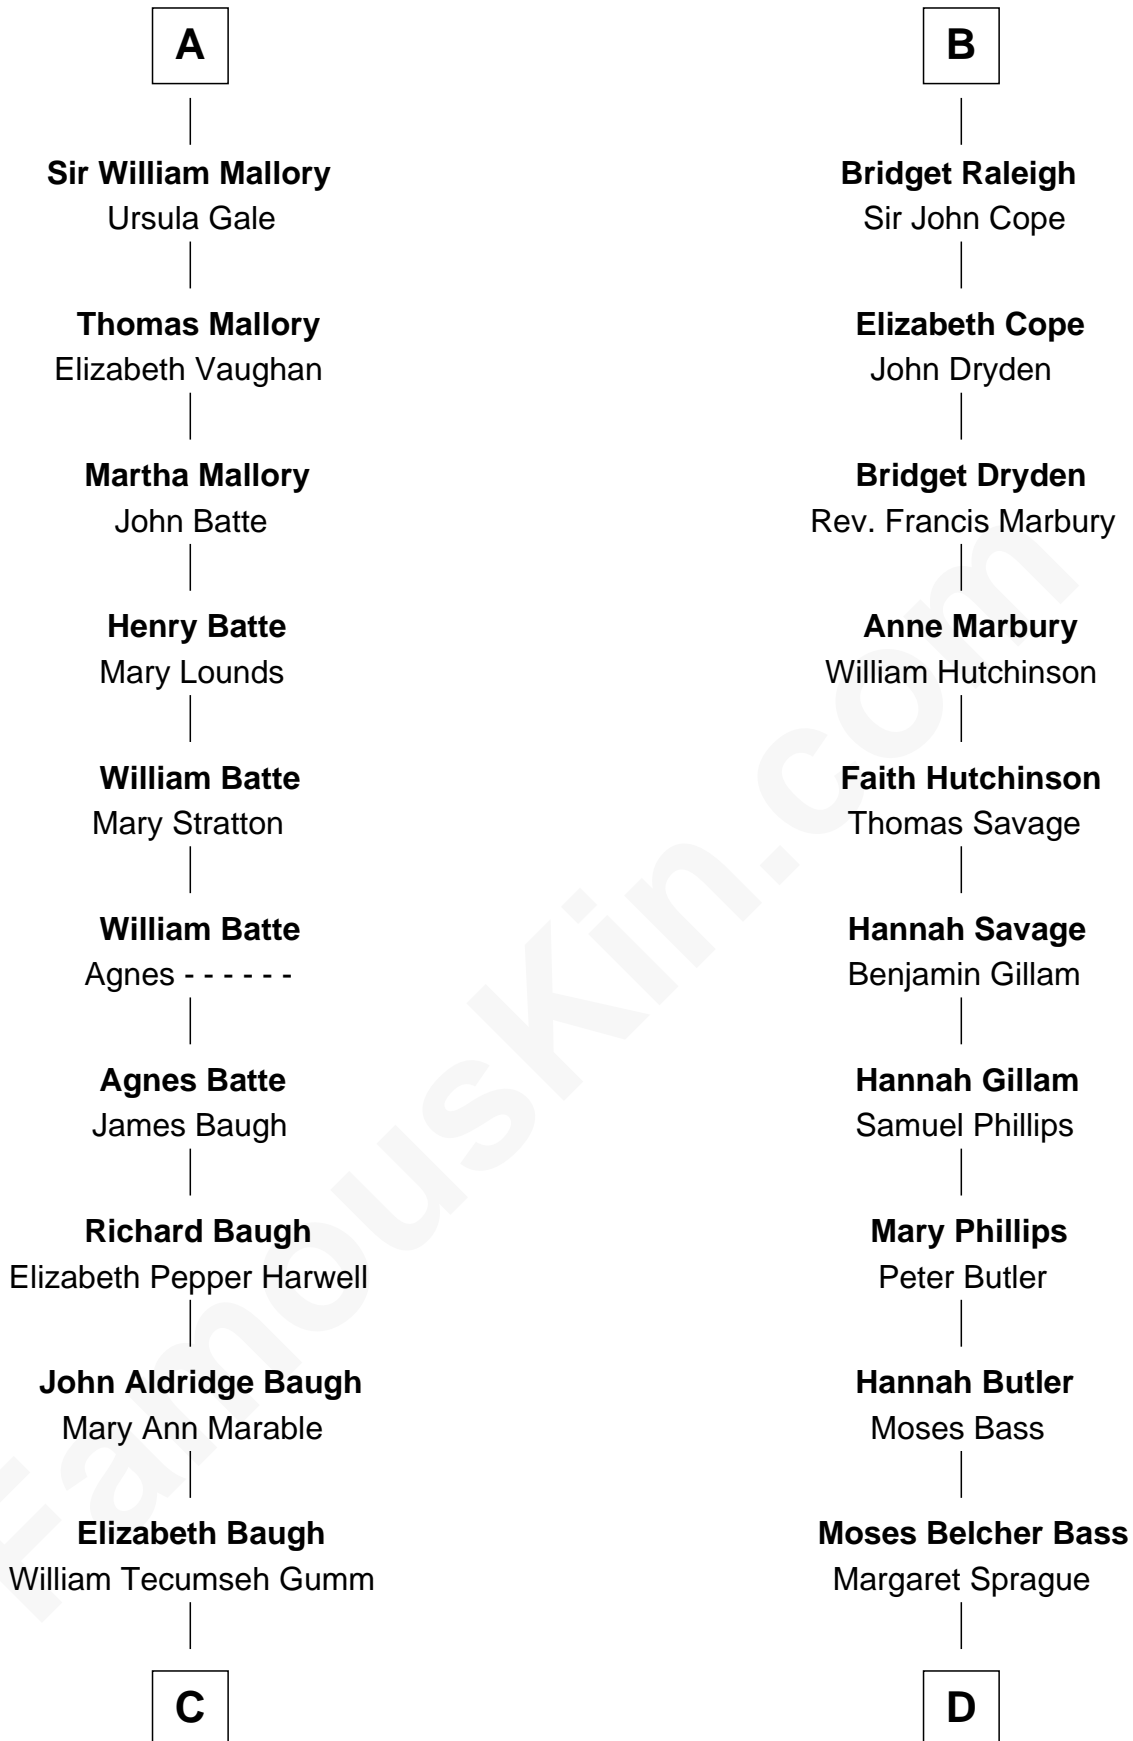 A
Sir William Mallory
Ursula Gale
Thomas Mallory
Elizabeth Vaughan
Martha Mallory
John Batte
Henry Batte
Mary Lounds
William Batte
Mary Stratton
William Batte
Agnes - - - - - -
Agnes Batte
James Baugh
Richard Baugh
Elizabeth Pepper Harwell
John Aldridge Baugh
Mary Ann Marable
Elizabeth Baugh
William Tecumseh Gumm
C
B
Bridget Raleigh
Sir John Cope
Elizabeth Cope
John Dryden
Bridget Dryden
Rev. Francis Marbury
Anne Marbury
William Hutchinson
Faith Hutchinson
Thomas Savage
Hannah Savage
Benjamin Gillam
Hannah Gillam
Samuel Phillips
Mary Phillips
Peter Butler
Hannah Butler
Moses Bass
Moses Belcher Bass
Margaret Sprague
D
FamousKin.com